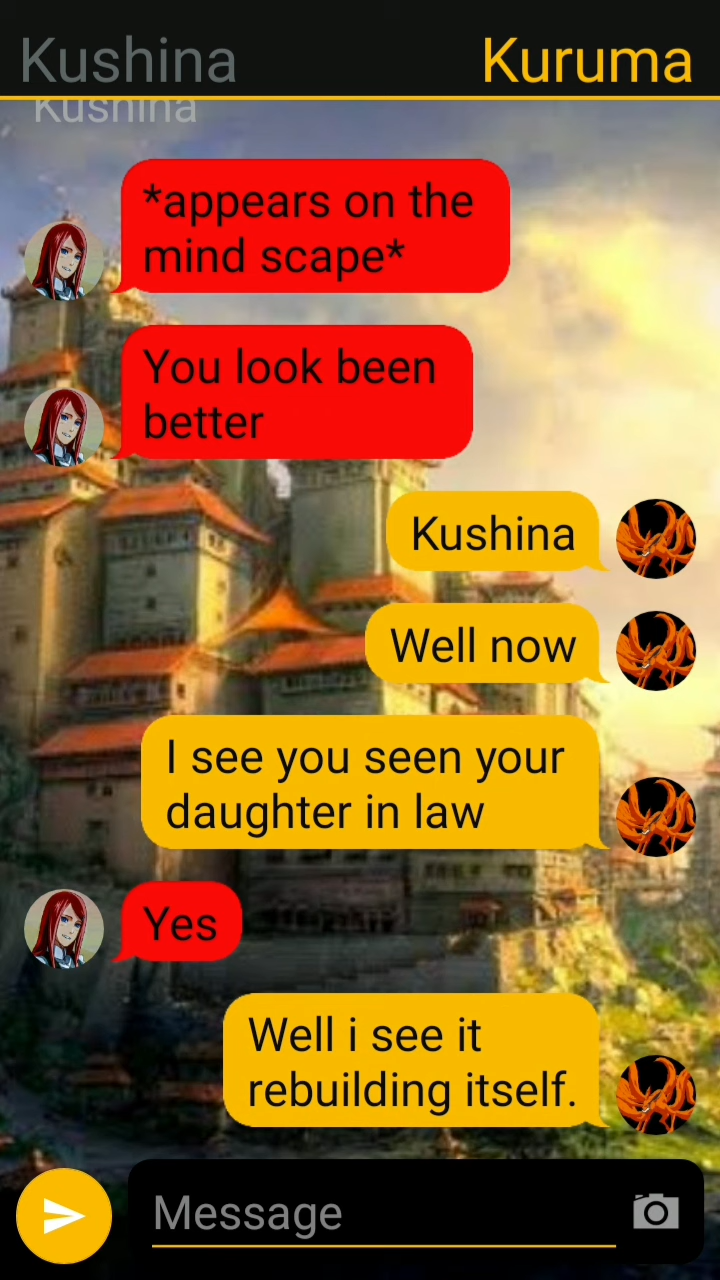 Kushina
Kuruma
Kushina
*appears on the
mind scape*
You look been
better
Kushina
Well now
I see you seen your
daughter in law
Yes
Well i see it
rebuilding itself.
Message